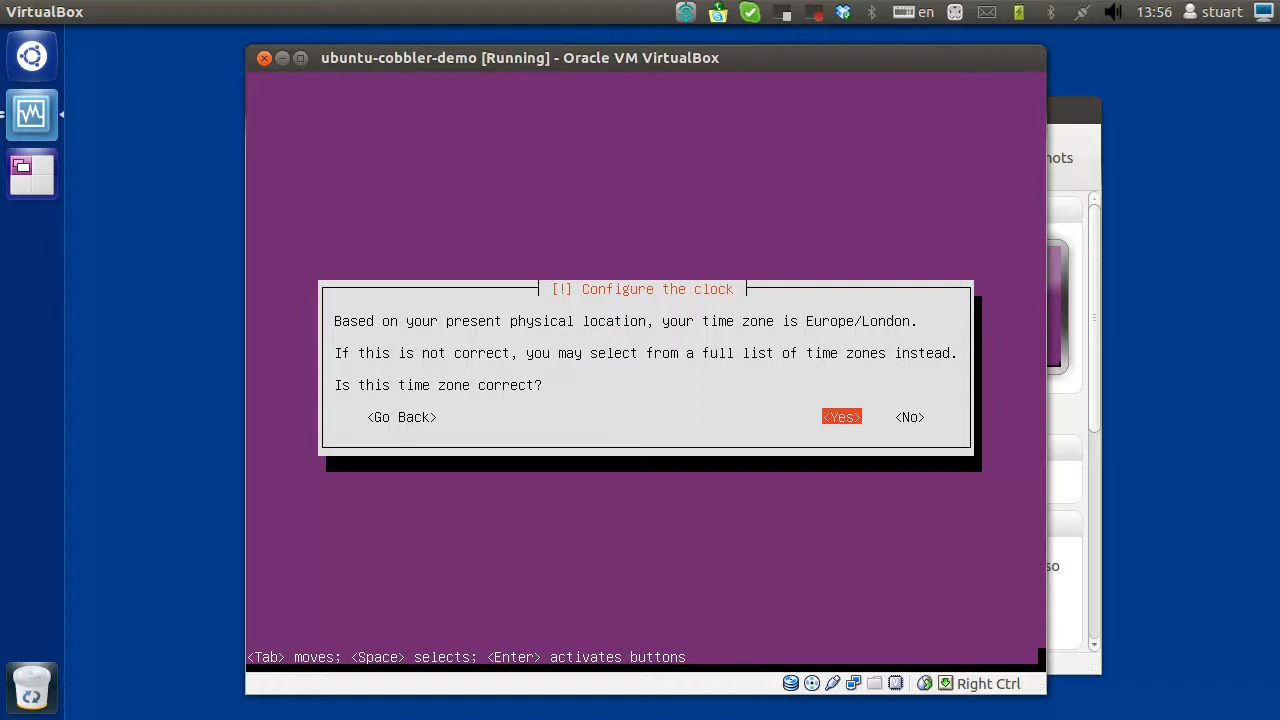 VirtualBox
en
13:56
stuart
ubuntu-cobbler-demo [Running] - Oracle VM VirtualBox
hots
[!] Configure the clock
Based on your present physical location, your time zone is Europe/London.
If this is not correct, you may select from a full list of time zones instead.
Is this time zone correct?
<Go Back> <Yes> <No>
so
<Tab> moves; <Space> selects; <Enter> activates buttons
Right Ctrl